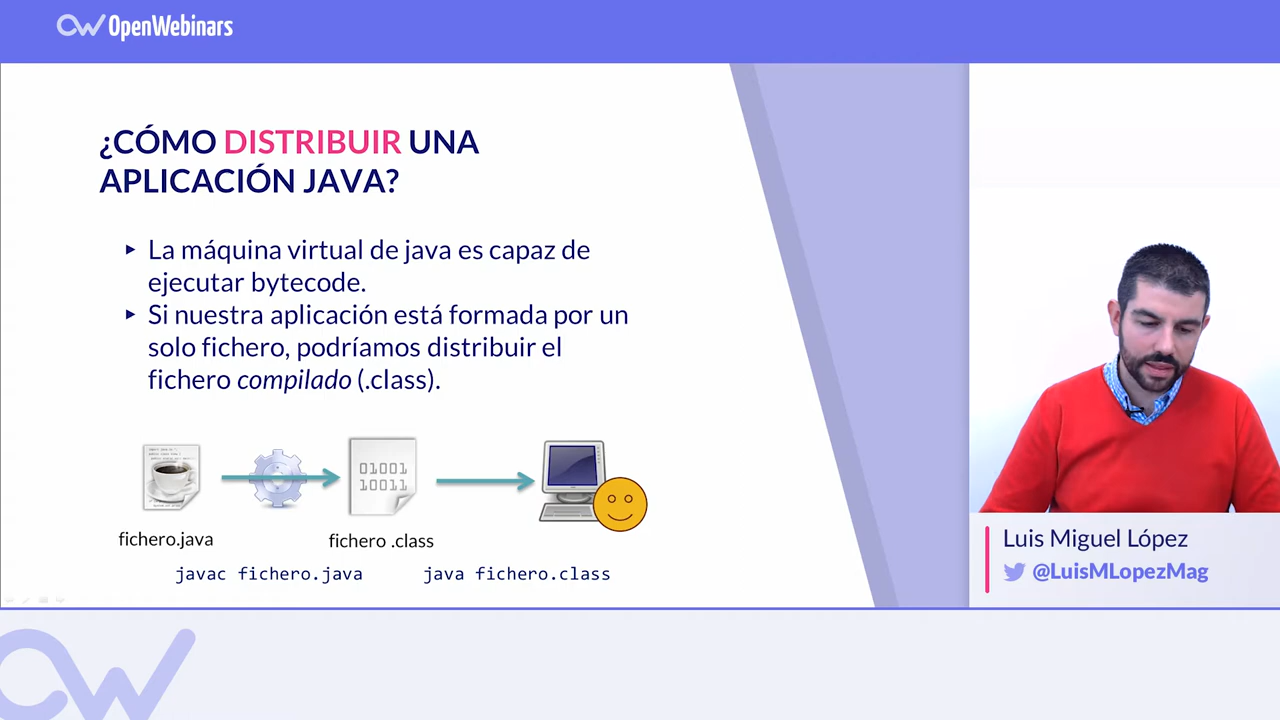 OpenWebinars
¿CÓMO DISTRIBUIR UNA
APLICACIÓN JAVA?
La máquina virtual de java es capaz de
ejecutar bytecode.
Si nuestra aplicación está formada por un
solo fichero, podríamos distribuir el
fichero compilado (.class).
01001
10011
fichero.java
fichero .class
javac fichero.java
java fichero.class
Luis Miguel López
@LuisMLopezMag